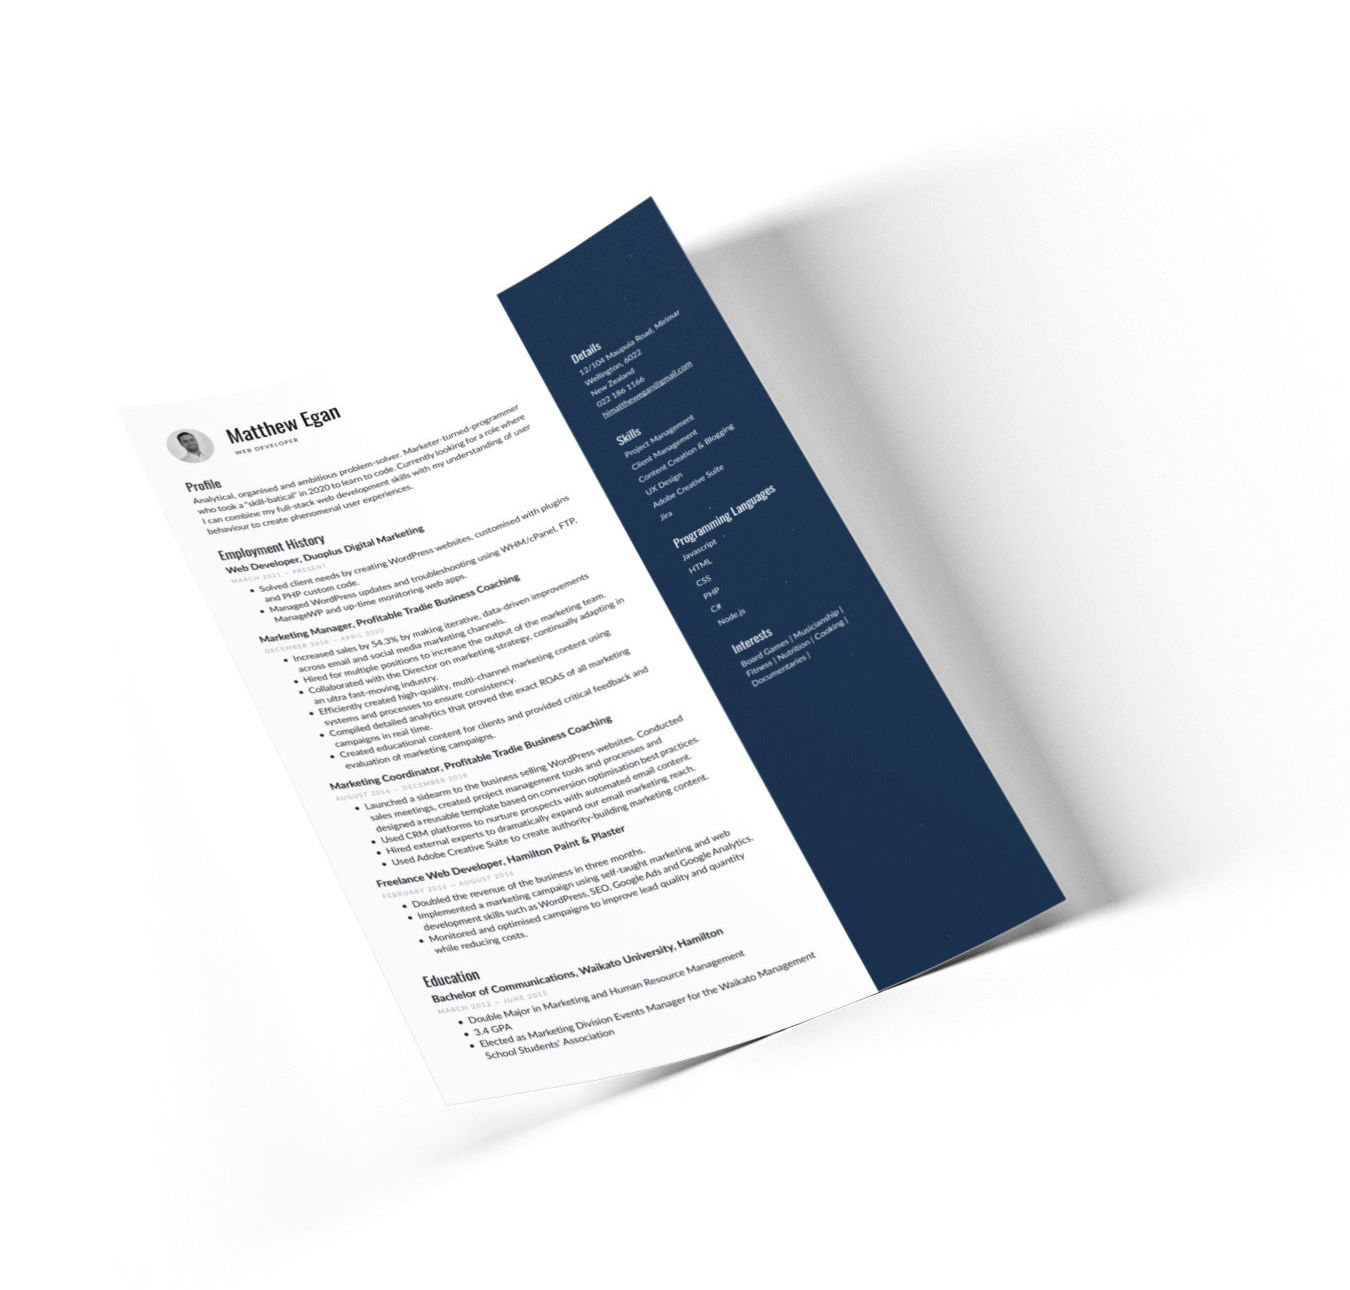 Matthew Egan
WEB DEVELOPER
Profile
Analytical, organised and ambitious problem-solver. Marketer-turned-programmer
who took a "skill-batical" in 2020 to learn to code. Currently looking for a role where
I can combine my full-stack web development skills with my understanding of user
behaviour to create phenomenal user experiences.
Employment History
Web Developer, Duoplus Digital Marketing
MARCH 2021 — PRESENT
• Solved client needs by creating WordPress websites, customised with plugins
and PHP custom code.
• Managed WordPress updates and troubleshooting using WHM/cPanel, FTP,
ManageWP and up-time monitoring web apps.
Marketing Manager, Profitable Tradie Business Coaching
DECEMBER 2018 — APRIL 2020
• Increased sales by 54.3% by making iterative, data-driven improvements
across email and social media marketing channels.
• Hired for multiple positions to increase the output of the marketing team.
• Collaborated with the Director on marketing strategy, continually adapting in
an ultra fast-moving industry.
• Efficiently created high-quality, multi-channel marketing content using
systems and processes to ensure consistency.
• Compiled detailed analytics that proved the exact ROAS of all marketing
campaigns in real time.
• Created educational content for clients and provided critical feedback and
evaluation of marketing campaigns.
Marketing Coordinator, Profitable Tradie Business Coaching
AUGUST 2016 — DECEMBER 2018
• Launched a sidearm to the business selling WordPress websites. Conducted
sales meetings, created project management tools and processes and
designed a reusable template based on conversion optimisation best practices.
• Used CRM platforms to nurture prospects with automated email content.
• Hired external experts to dramatically expand our email marketing reach.
• Used Adobe Creative Suite to create authority-building marketing content.
Freelance Web Developer, Hamilton Paint & Plaster
FEBRUARY 2016 — AUGUST 2016
• Doubled the revenue of the business in three months.
• Implemented a marketing campaign using self-taught marketing and web
development skills such as WordPress, SEO, Google Ads and Google Analytics.
• Monitored and optimised campaigns to improve lead quality and quantity
while reducing costs.
Education
Bachelor of Communications, Waikato University, Hamilton
MARCH 2012 — JUNE 2015
• Double Major in Marketing and Human Resource Management
• 3.4 GPA
• Elected as Marketing Division Events Manager for the Waikato Management
School Students' Association
Details
12/104 Maupuia Road, Mirimar
Wellington, 6022
New Zealand
022 186 1166
himatthewegan@gmail.com
Skills
Project Management
Client Management
Content Creation & Blogging
UX Design
Adobe Creative Suite
Jira
Programming Languages
Javascript
HTML
CSS
PHP
C#
Node.js
Interests
Board Games | Musicianship |
Fitness | Nutrition | Cooking |
Documentaries |